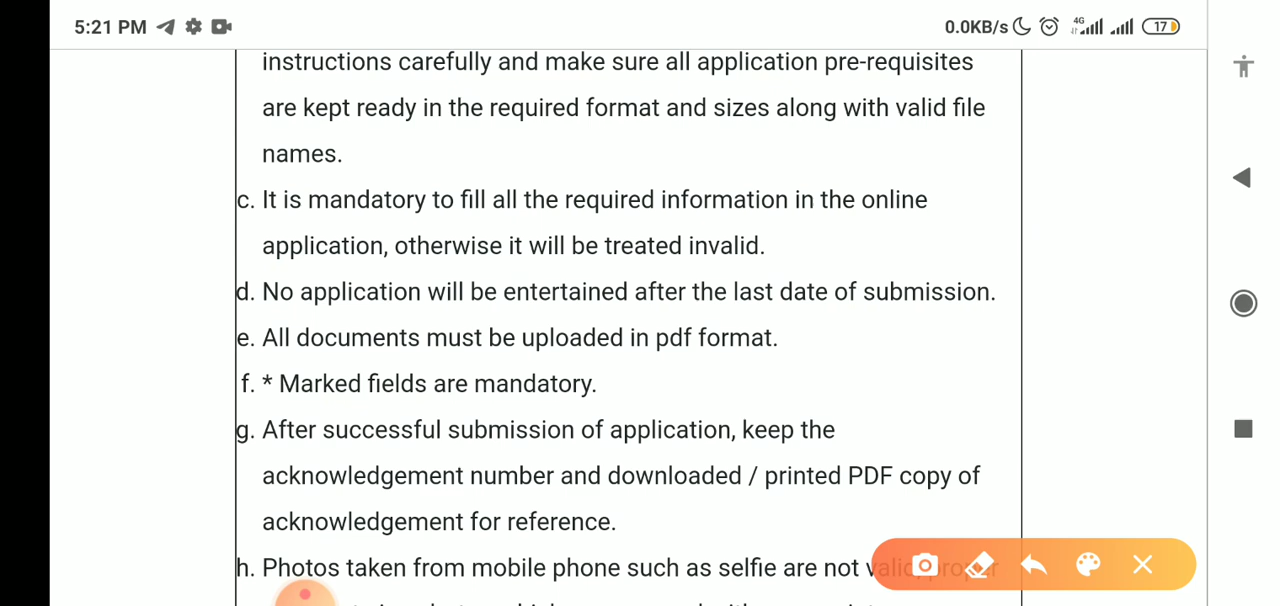 5:21 PM 0.0KB/s 4G 17
instructions carefully and make sure all application pre-requisites
are kept ready in the required format and sizes along with valid file
names.
c. It is mandatory to fill all the required information in the online
application, otherwise it will be treated invalid.
d. No application will be entertained after the last date of submission.
e. All documents must be uploaded in pdf format.
f. * Marked fields are mandatory.
g. After successful submission of application, keep the
acknowledgement number and downloaded / printed PDF copy of
acknowledgement for reference.
h. Photos taken from mobile phone such as selfie are not valid, proper